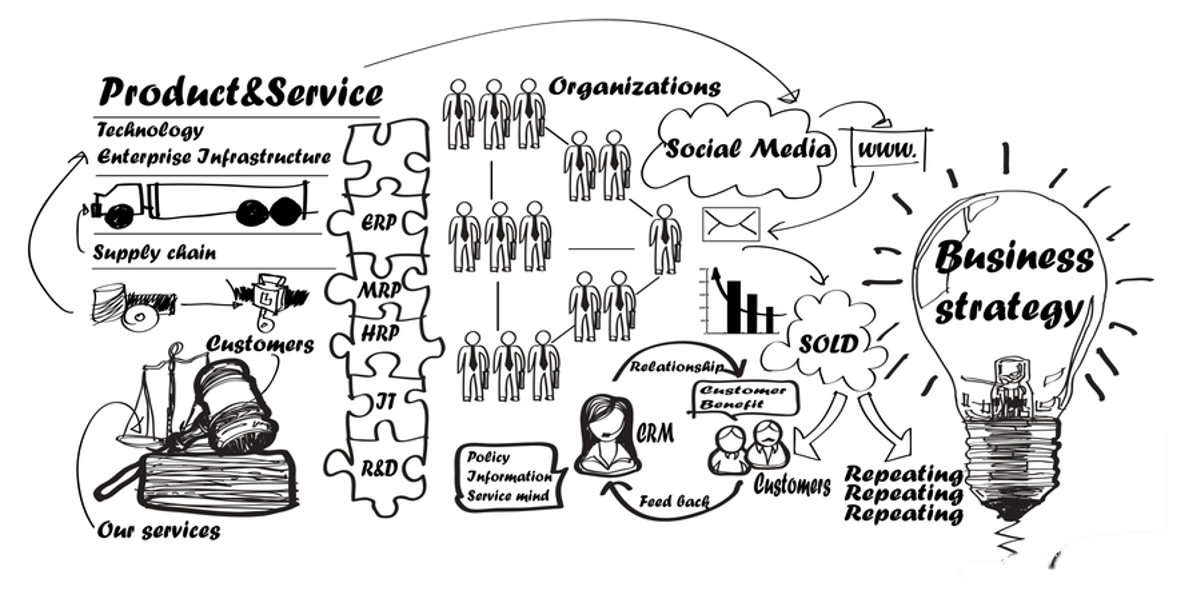 Product&Service
Technology
Enterprise Infrastructure
Supply chain
Customers
Our services
ERP
MRP
HRP
IT
R&D
Organizations
Social Media
www.
SOLD
Relationship
Customer
Benefit
CRM
Policy
Information
Service mind
Feed back
Customers
Repeating
Repeating
Repeating
Business
strategy